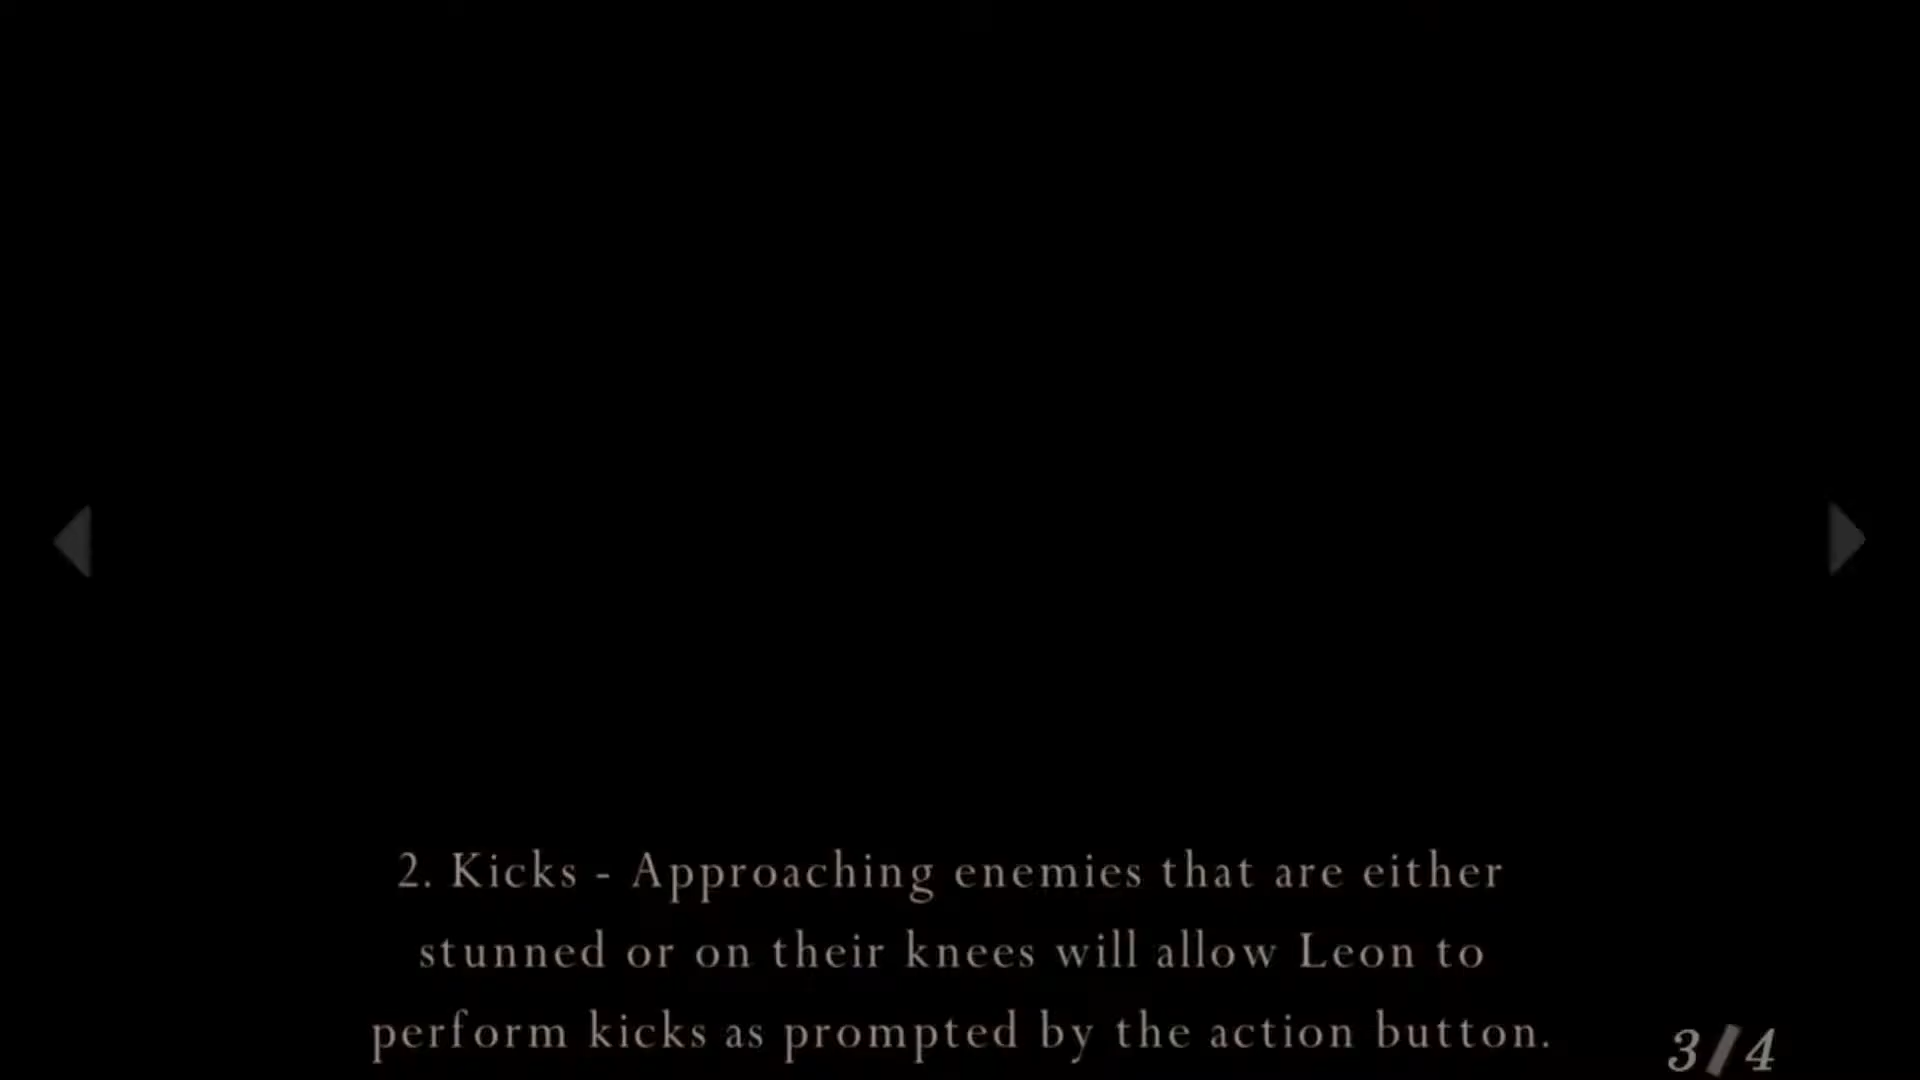 2. Kicks - Approaching enemies that are either
stunned or on their knees will allow Leon to
perform kicks as prompted by the action button.
3/4